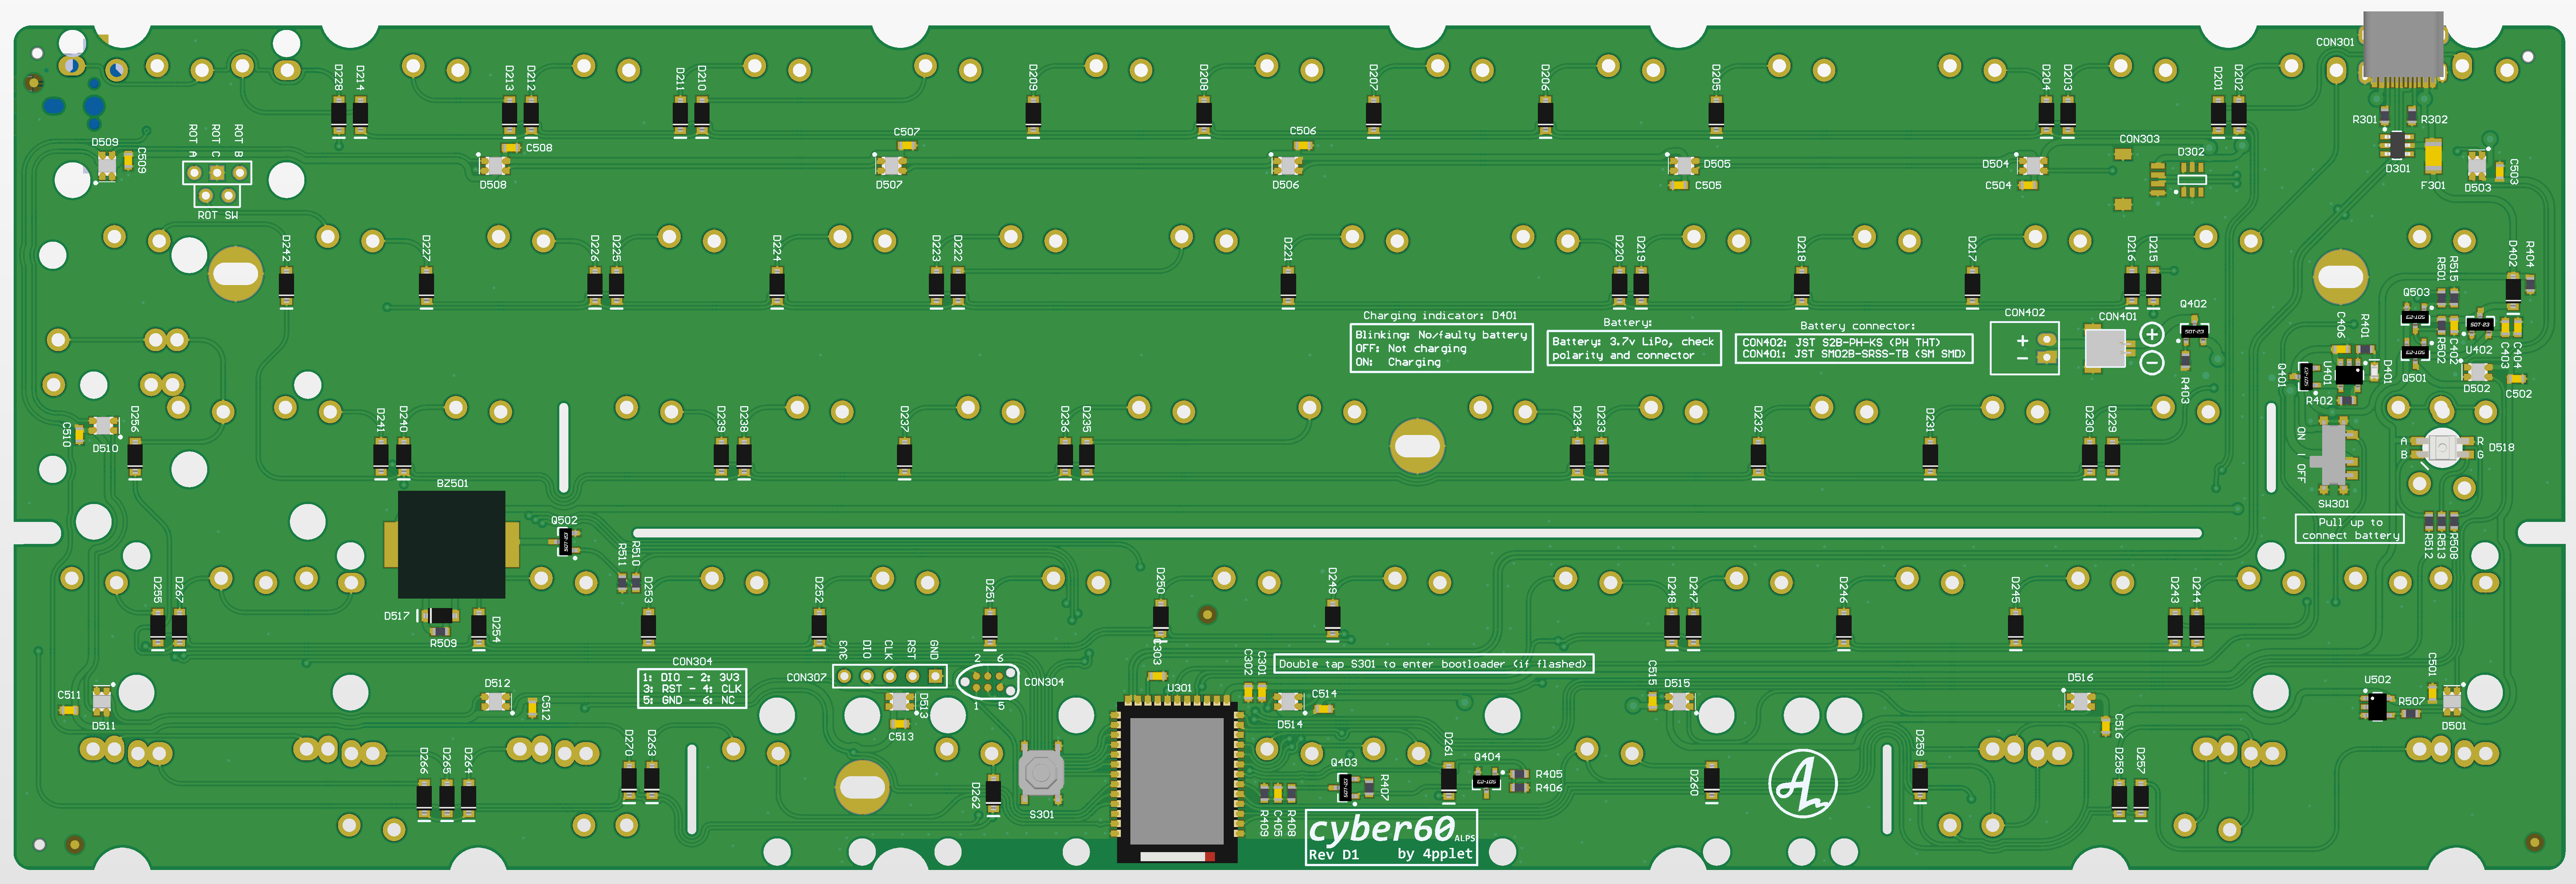 CON301
D228 D214 D213 D212 D211 D210 D209 D208 D207 D206 D205 D204 D203 D201 D202
R301 R302
ROT A ROT C ROT B
D509 C509 C508 C507 C506 CON303 D302
D508 D507 D506 D505 D504 D301 F301 D503 C503
C505 C504
ROT SW
D242 D227 D226 D225 D224 D223 D222 D221 D220 D219 D218 D217 D216 D215
R501 R515 D402 R404
Q503
Charging indicator: D401
Blinking: No/faulty battery
OFF: Not charging
ON: Charging
Battery:
Battery: 3.7v LiPo, check
polarity and connector
Battery connector:
CON402: JST S2B-PH-KS (PH THT)
CON401: JST SM02B-SRSS-TB (SM SMD)
CON402
+
-
CON401
Q402
SOT-23
R403
C406 R401
Q401 U401 D401
R402
R502 C402 U402 C403 C404
Q501 D502 C502
C510 D510 D256 D241 D240 D239 D238 D237 D236 D235 D234 D233 D232 D231 D230 D229
ON | OFF
SW301
Pull up to
connect battery
A R
B G
D518
BZ501
Q502
R511 R510
R512 R513 R508
D255 D267 D517 R509 D254 D253 D252 D251 D250 D249 D248 D247 D246 D245 D243 D244
CON304
1: DIO - 2: 3V3
3: RST - 4: CLK
5: GND - 6: NC
3V3 DIO CLK RST GND
CON307
2 6
CON304
1 5
C303
U301
C302 C301
Double tap S301 to enter bootloader (if flashed)
C511 D511 D512 C512 D513 C513 D514 C514 C515 D515 D516 C516 U502 R507 C501 D501
D266 D265 D264 D270 D263 D262 S301
Q403 R407 D261 Q404 R405
R406
R409 C405 R408
D260 D259 D258 D257
cyber60
ALPS
Rev D1 by 4pplet